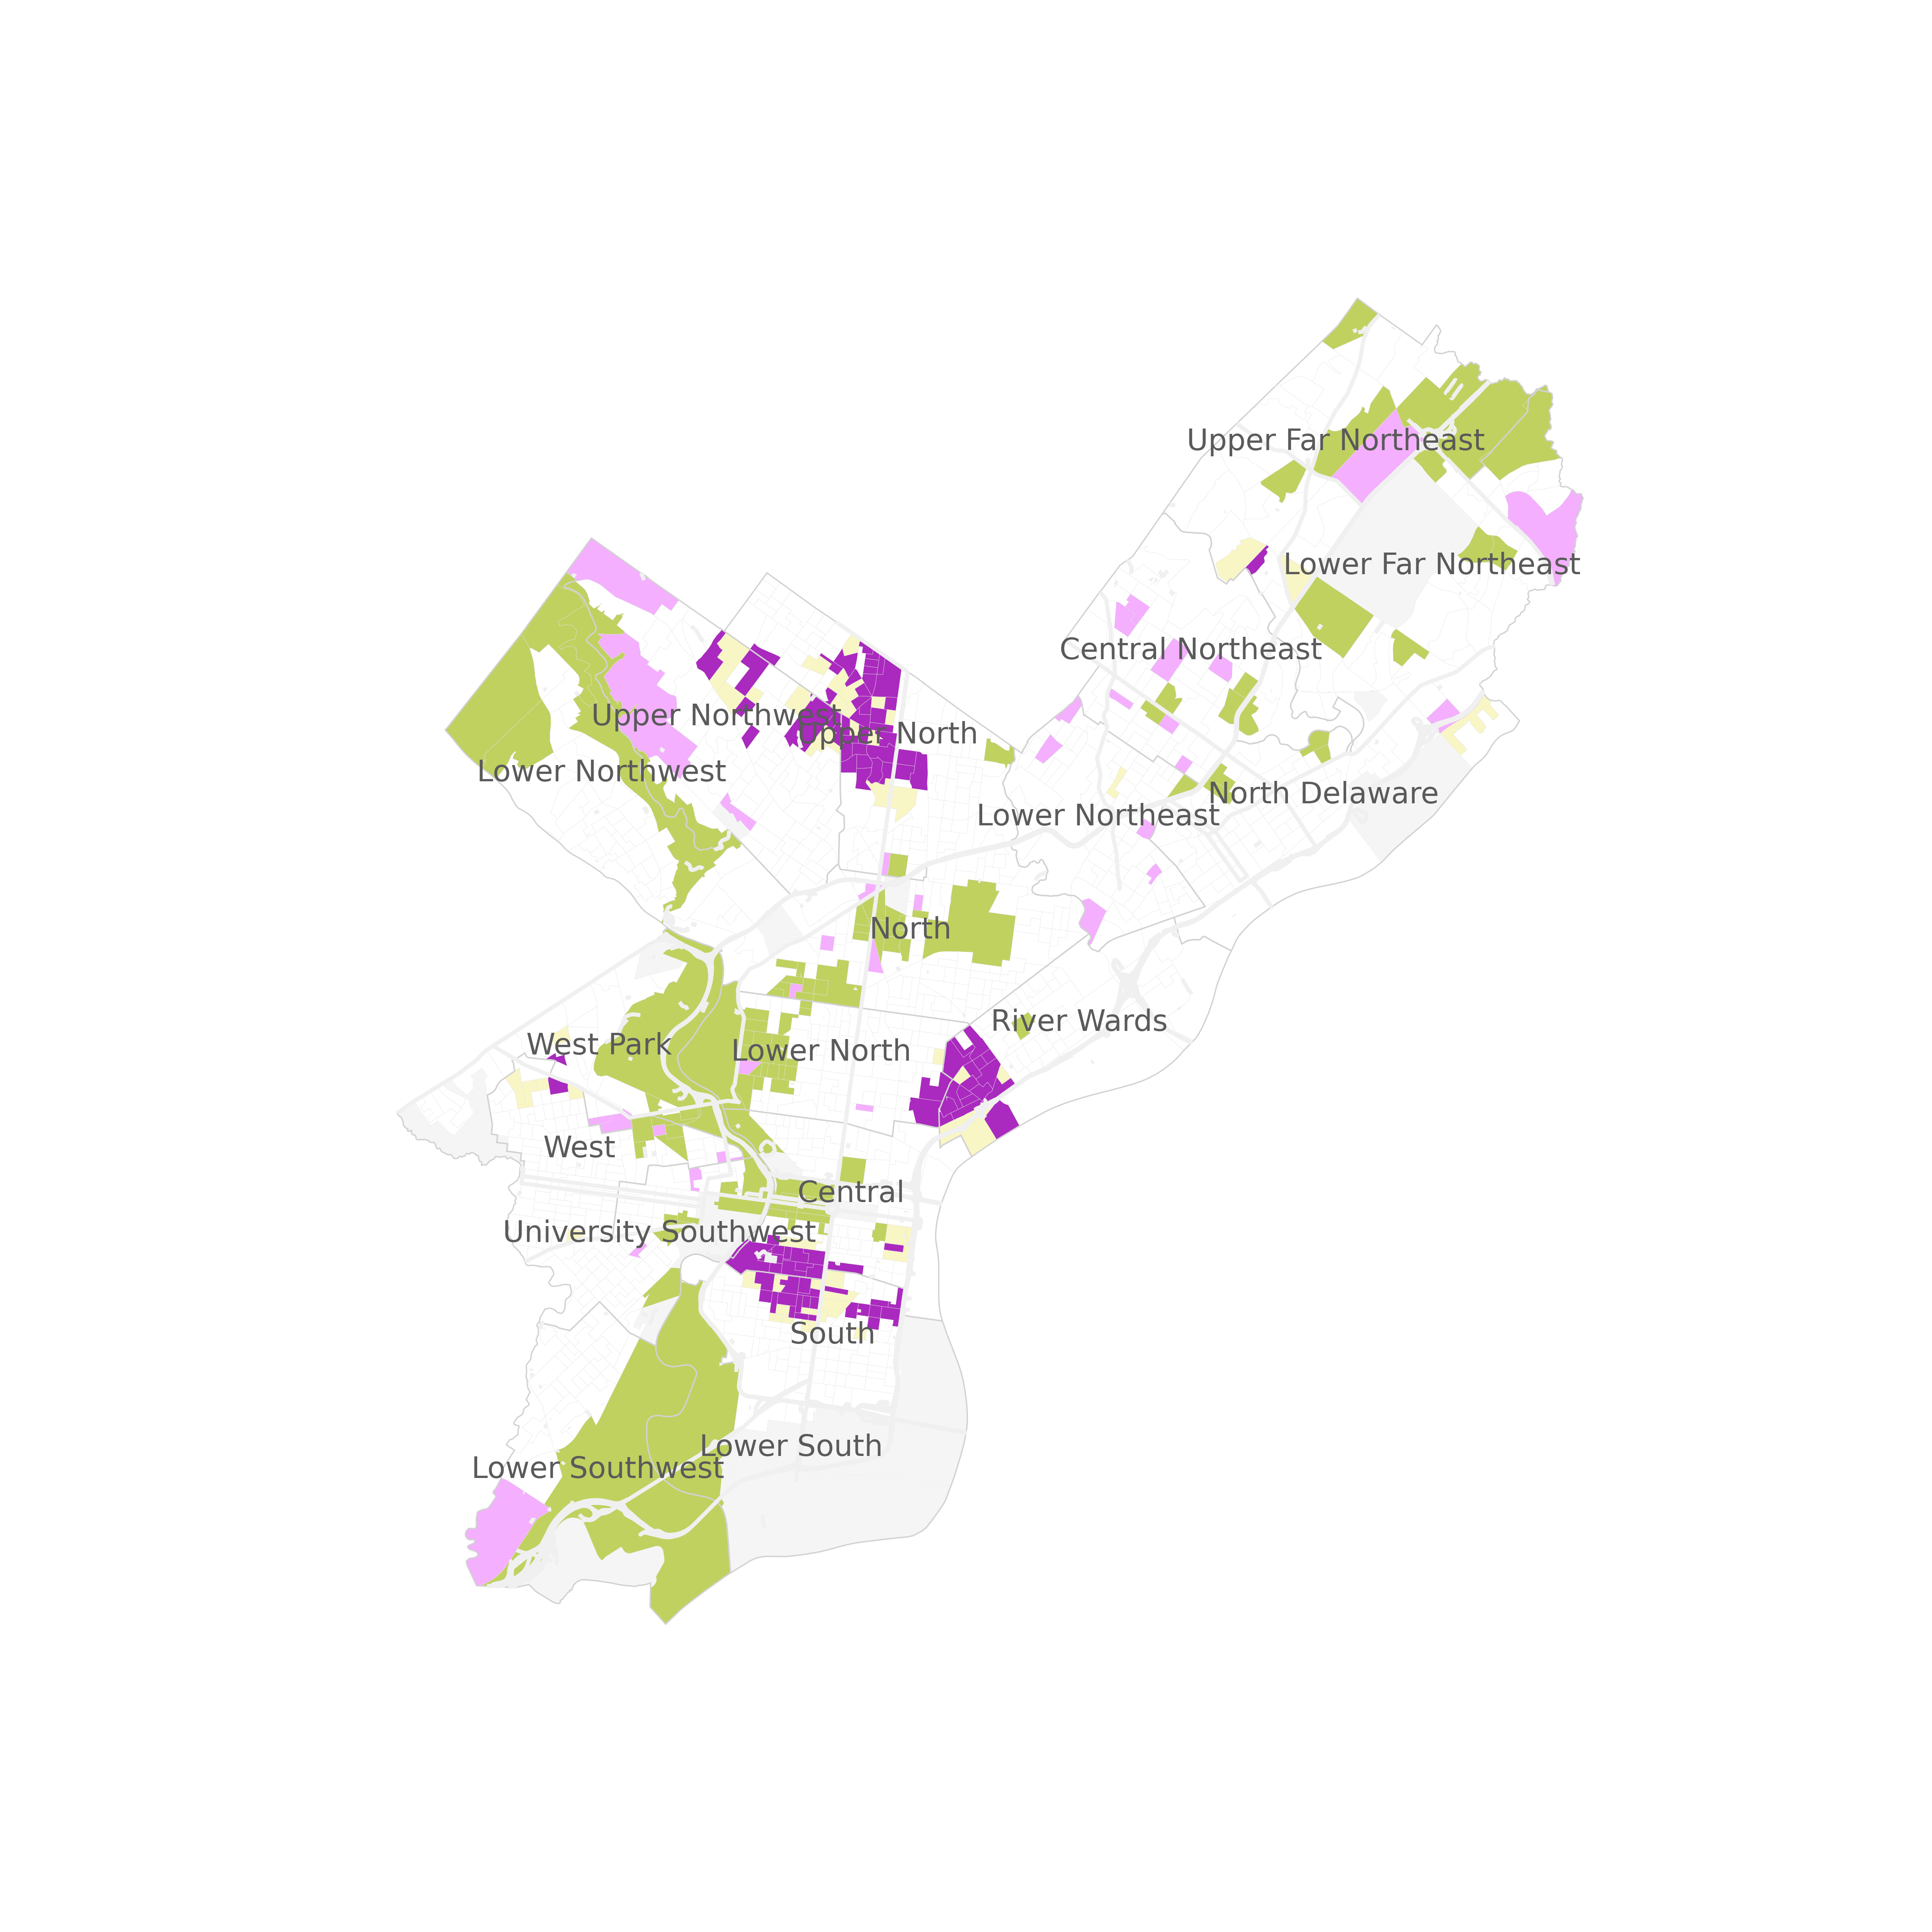 Upper Far Northeast
Lower Far Northeast
Central Northeast
Upper Northwest
Upper North
Lower Northwest
North Delaware
Lower Northeast
North
River Wards
West Park
Lower North
West
Central
University Southwest
South
Lower South
Lower Southwest